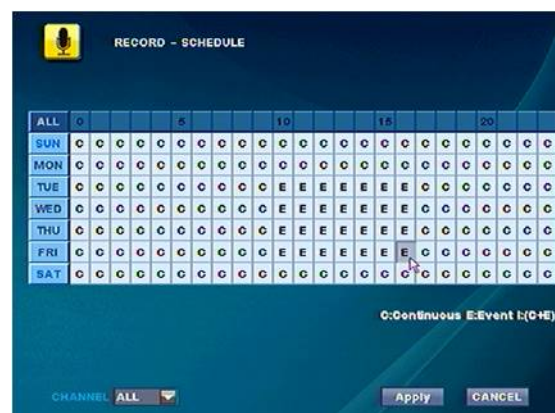 RECORD - SCHEDULE
ALL 0 5 10 15 20
SUN C C C C C C C C C C C C C C C C C C C C C C C C
MON C C C C C C C C C C C C C C C C C C C C C C C C
TUE C C C C C C C C C C E E E E E E E C C C C C C C
WED C C C C C C C C C C E E E E E E E C C C C C C C
THU C C C C C C C C C C E E E E E E E C C C C C C C
FRI C C C C C C C C C C E E E E E E E C C C C C C C
SAT C C C C C C C C C C C C C C C C C C C C C C C C
C:Continuous E:Event I:(C+E)
CHANNEL ALL Apply CANCEL